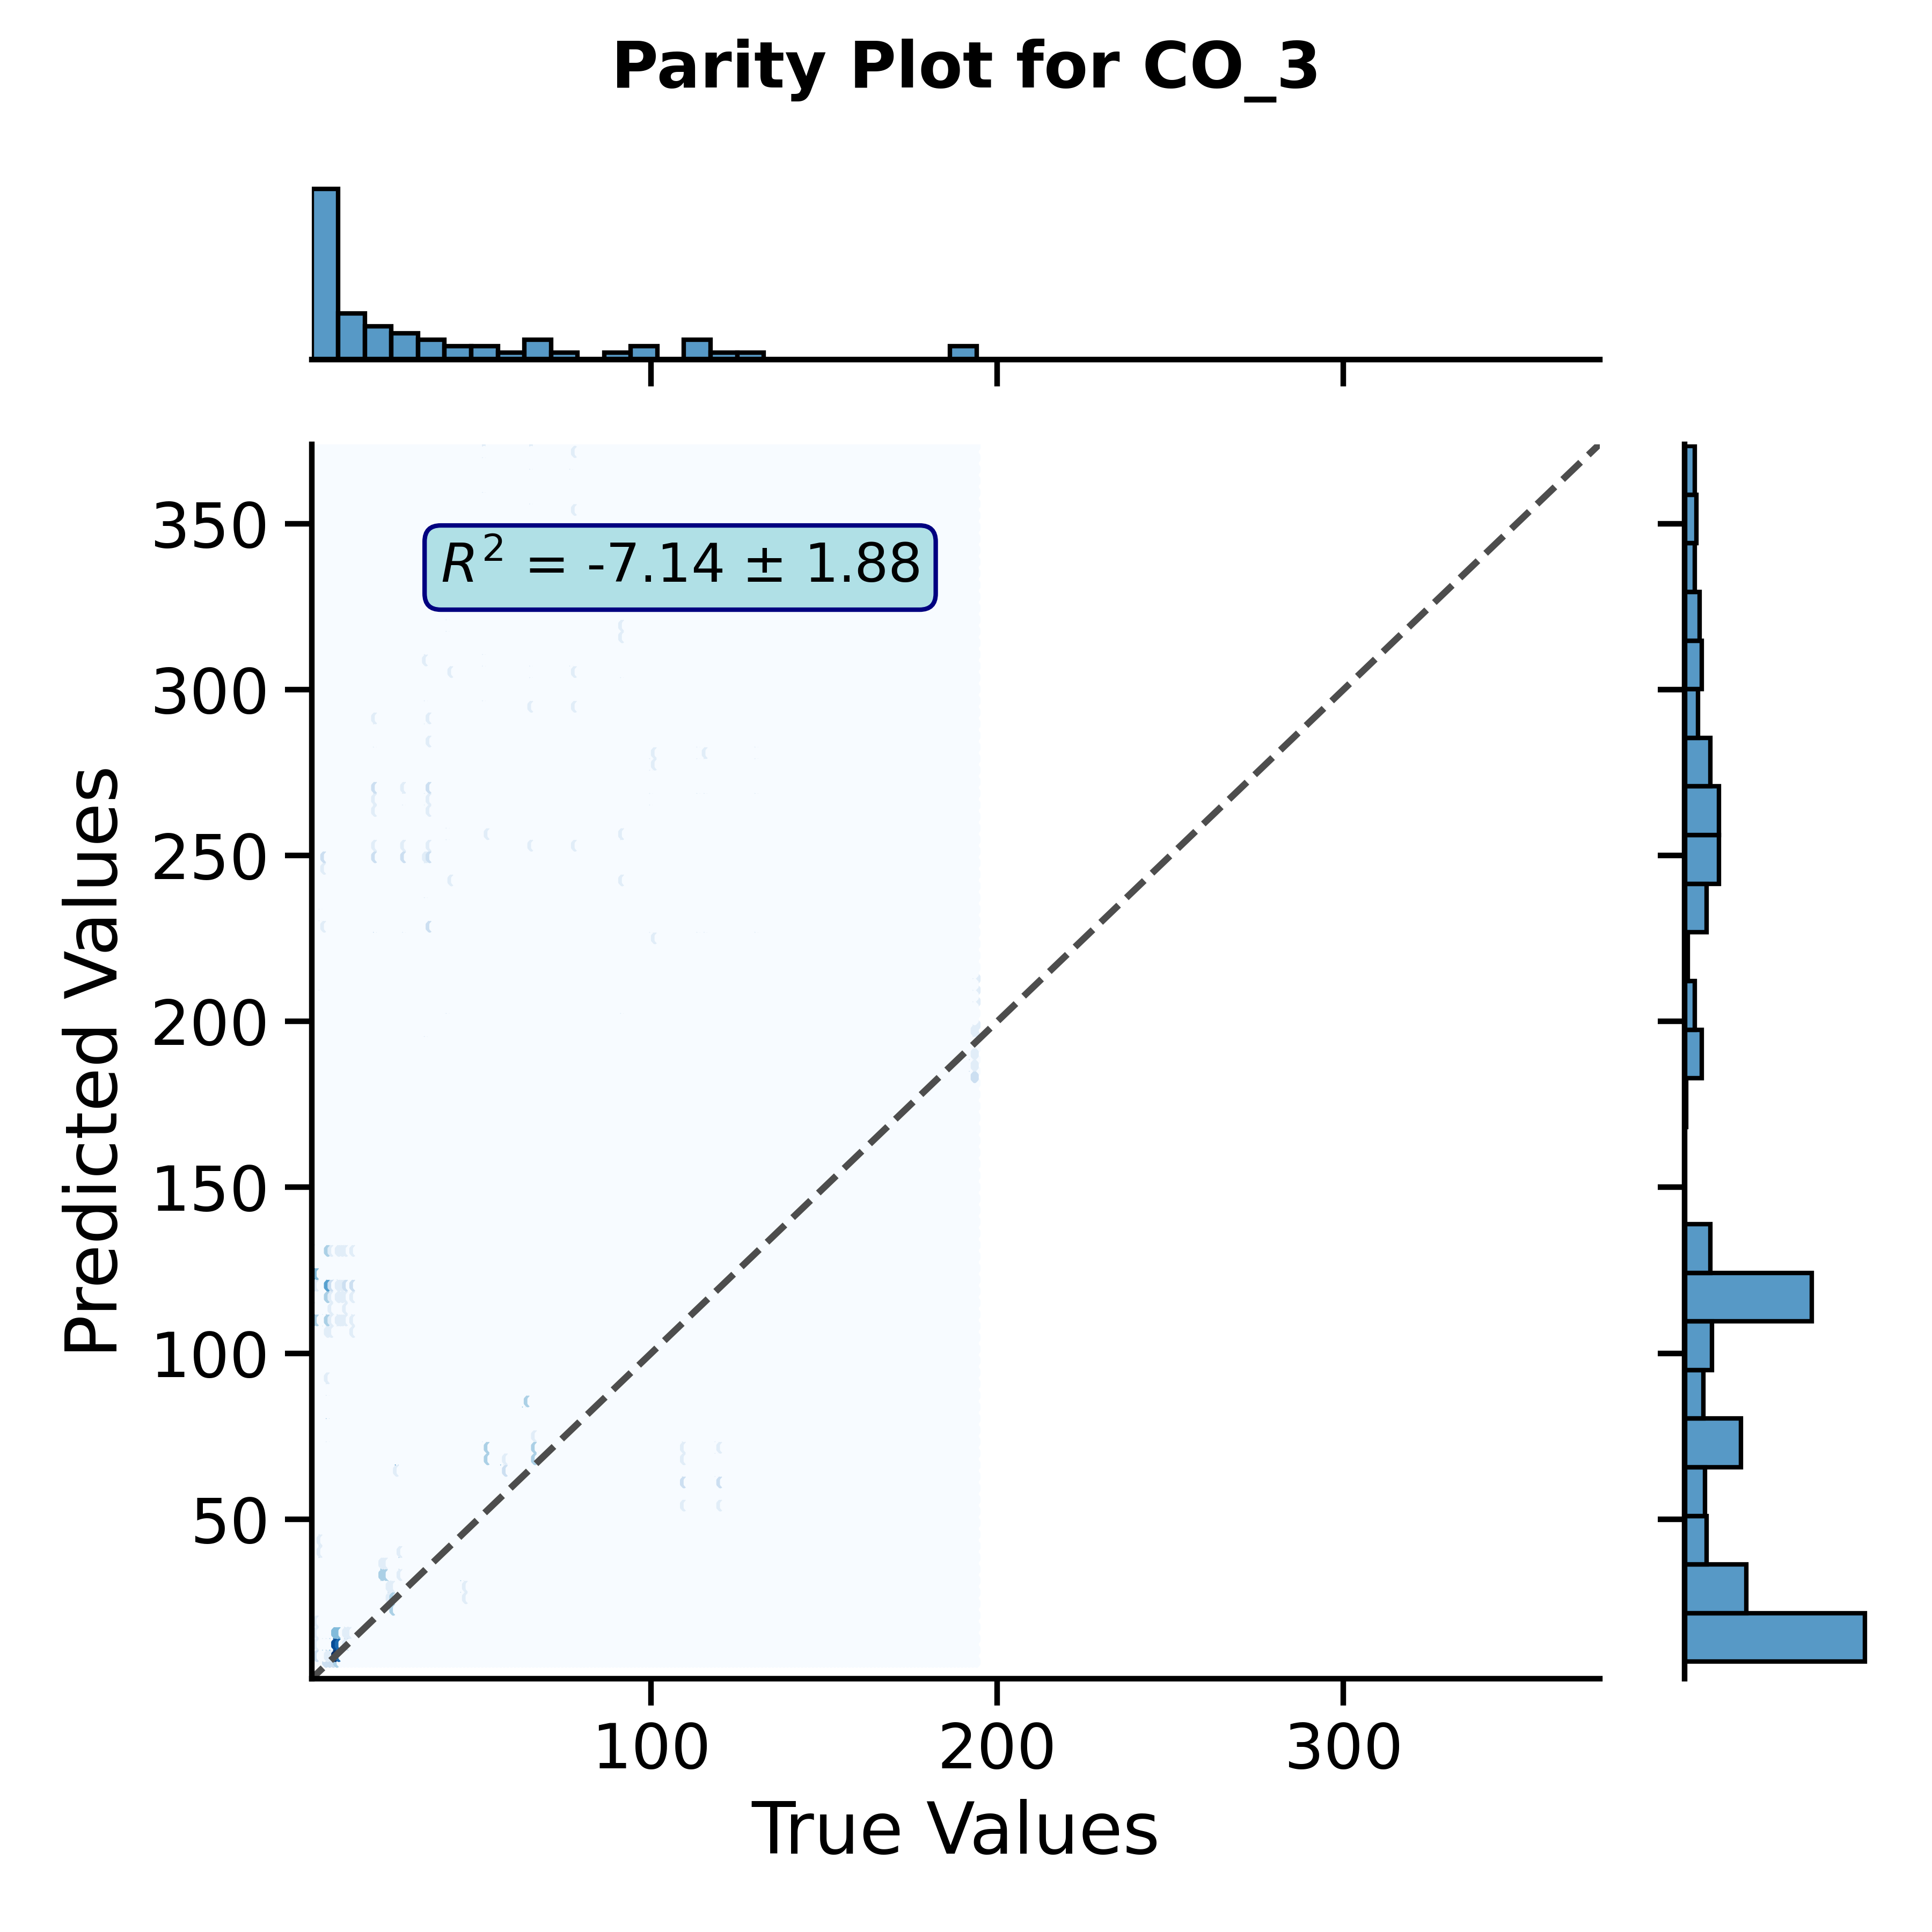 Parity Plot for CO_3
R² = -7.14 ± 1.88
350
300
250
200
150
100
50
Predicted Values
100 200 300
True Values